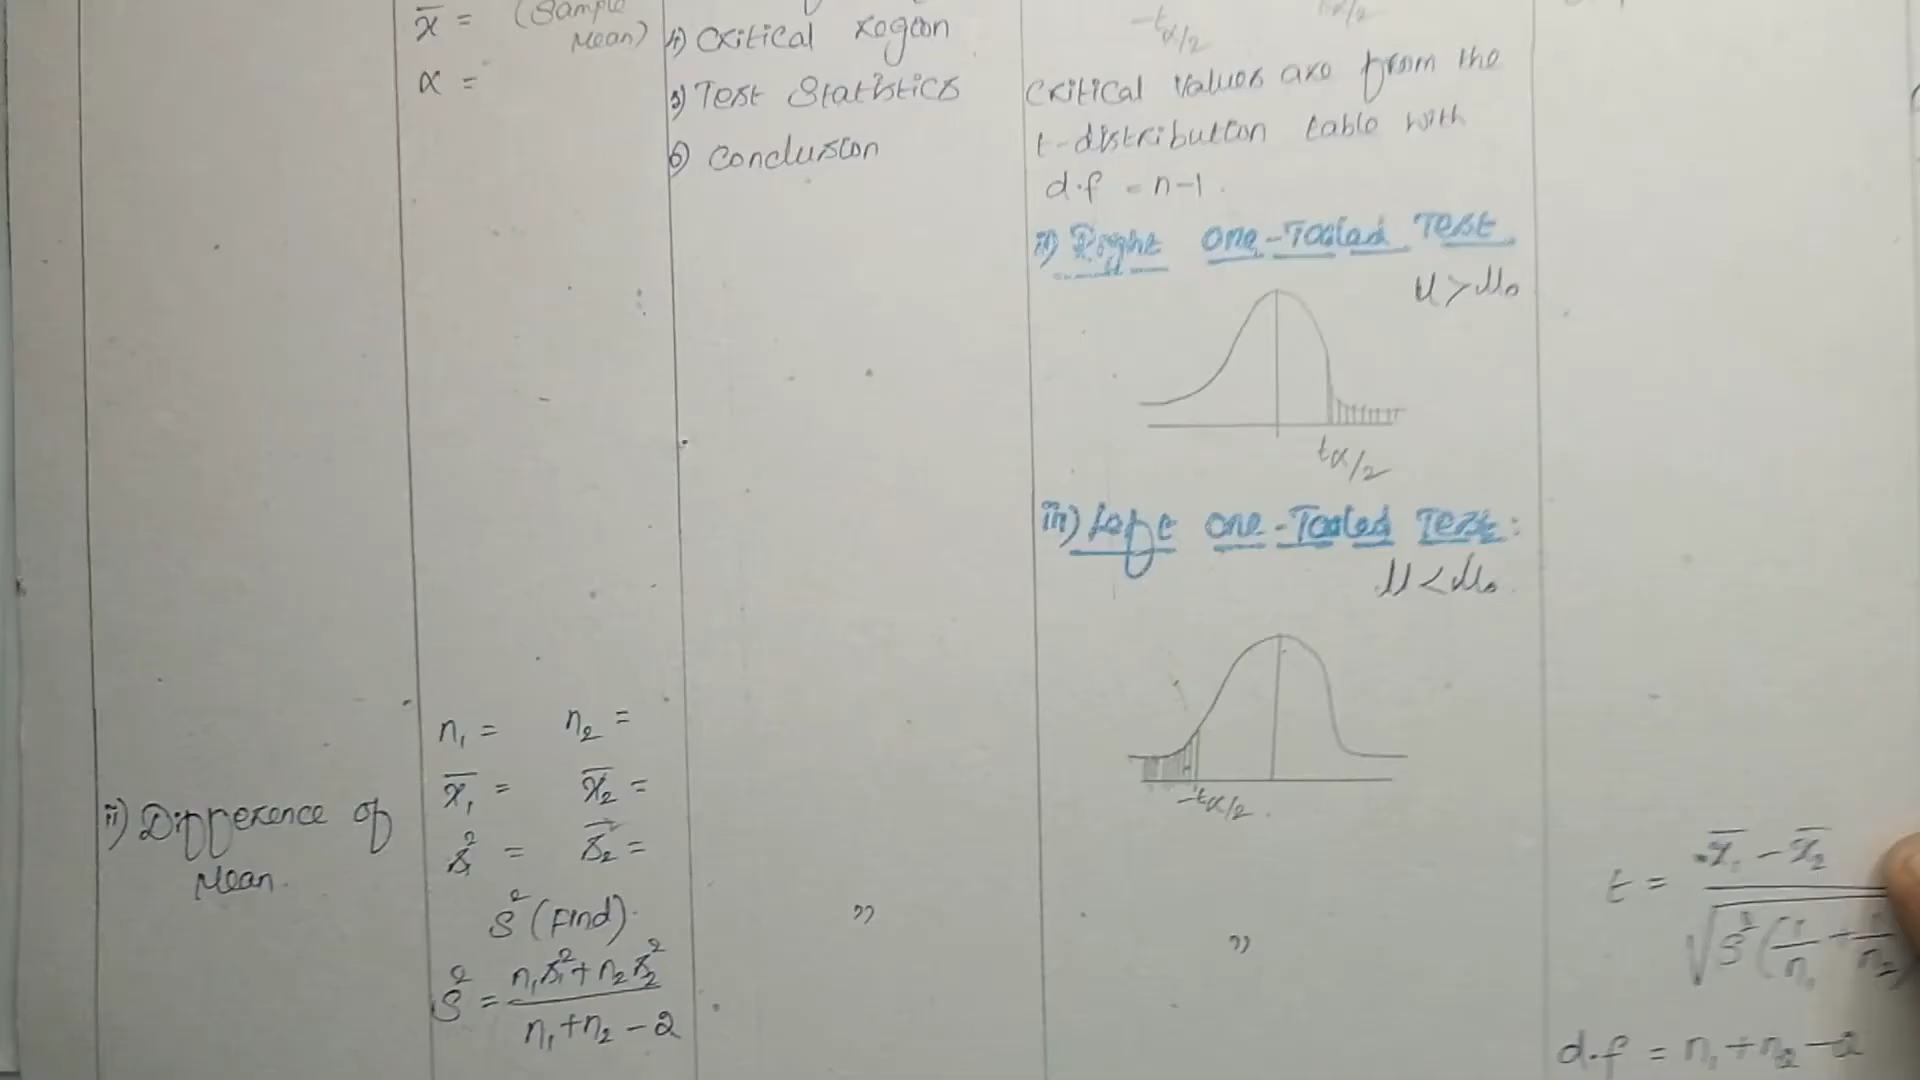 x̄ = (Sample
Mean)
α =
4) Critical region
5) Test Statistics
6) Conclusion
-tα/2
Critical values are from the
t-distribution table with
d.f = n-1.
ii) Right One-Tailed Test
μ > μ₀
tα/2
iii) Left One-Tailed Test:
μ < μ₀
-tα/2.
ii) Difference of
Mean.
n₁ = n₂ =
x̄₁ = x̄₂ =
s₁² = s₂² =
S² (Find).
S² = n₁s₁² + n₂s₂²
n₁+n₂-2
"
"
t = x̄₁ - x̄₂
√S²(1/n₁ + 1/n₂)
d.f = n₁+n₂-2